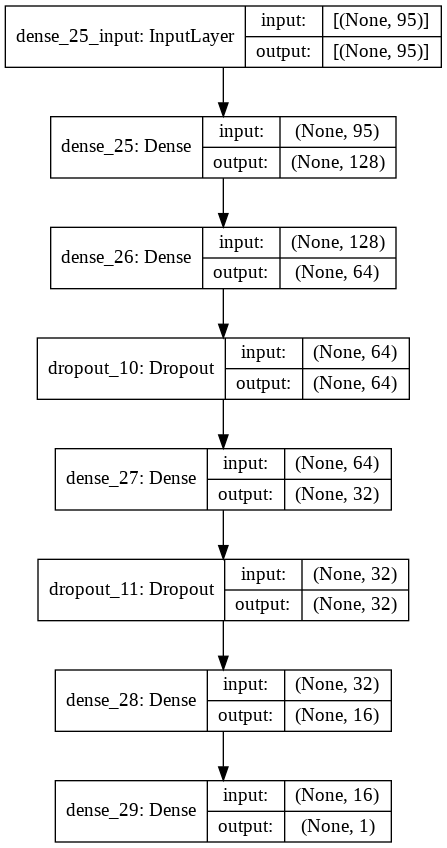 dense_25_input: InputLayer
input: [(None, 95)]
output: [(None, 95)]
dense_25: Dense
input: (None, 95)
output: (None, 128)
dense_26: Dense
input: (None, 128)
output: (None, 64)
dropout_10: Dropout
input: (None, 64)
output: (None, 64)
dense_27: Dense
input: (None, 64)
output: (None, 32)
dropout_11: Dropout
input: (None, 32)
output: (None, 32)
dense_28: Dense
input: (None, 32)
output: (None, 16)
dense_29: Dense
input: (None, 16)
output: (None, 1)